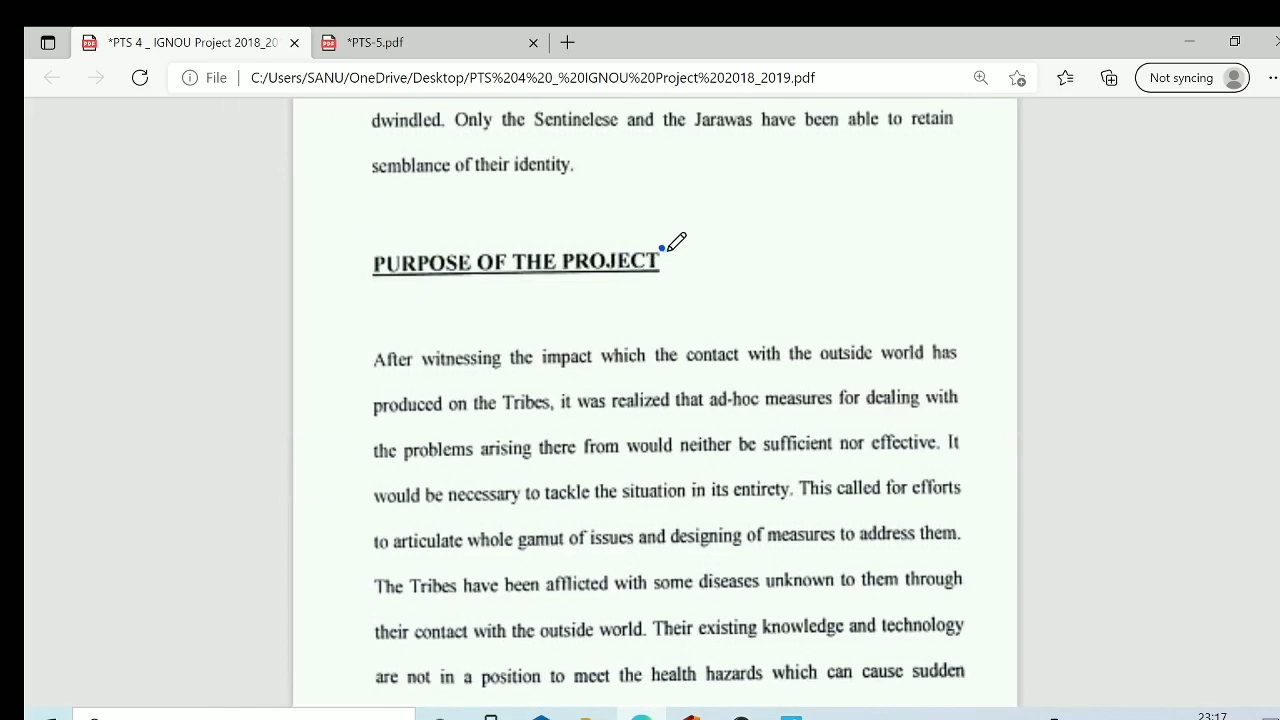 *PTS 4 _ IGNOU Project 2018_20
*PTS-5.pdf
File
C:/Users/SANU/OneDrive/Desktop/PTS%204%20_%20IGNOU%20Project%202018_2019.pdf
Not syncing
dwindled. Only the Sentinelese and the Jarawas have been able to retain
semblance of their identity.
PURPOSE OF THE PROJECT
After witnessing the impact which the contact with the outside world has
produced on the Tribes, it was realized that ad-hoc measures for dealing with
the problems arising there from would neither be sufficient nor effective. It
would be necessary to tackle the situation in its entirety. This called for efforts
to articulate whole gamut of issues and designing of measures to address them.
The Tribes have been afflicted with some diseases unknown to them through
their contact with the outside world. Their existing knowledge and technology
are not in a position to meet the health hazards which can cause sudden
23:17